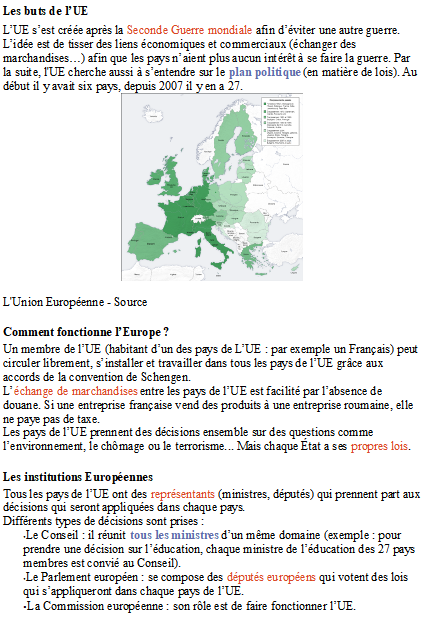 Les buts de l’UE
L’UE s’est créée après la Seconde Guerre mondiale afin d’éviter une autre guerre.
L’idée est de tisser des liens économiques et commerciaux (échanger des
marchandises…) afin que les pays n’aient plus aucun intérêt à se faire la guerre. Par
la suite, l'UE cherche aussi à s’entendre sur le plan politique (en matière de lois). Au
début il y avait six pays, depuis 2007 il y en a 27.
L'Union Européenne - Source
Comment fonctionne l’Europe ?
Un membre de l’UE (habitant d’un des pays de L’UE : par exemple un Français) peut
circuler librement, s’installer et travailler dans tous les pays de l’UE grâce aux
accords de la convention de Schengen.
L’échange de marchandises entre les pays de l’UE est facilité par l’absence de
douane. Si une entreprise française vend des produits à une entreprise roumaine, elle
ne paye pas de taxe.
Les pays de l’UE prennent des décisions ensemble sur des questions comme
l’environnement, le chômage ou le terrorisme... Mais chaque État a ses propres lois.
Les institutions Européennes
Tous les pays de l’UE ont des représentants (ministres, députés) qui prennent part aux
décisions qui seront appliquées dans chaque pays.
Différents types de décisions sont prises :
·Le Conseil : il réunit tous les ministres d’un même domaine (exemple : pour
prendre une décision sur l’éducation, chaque ministre de l’éducation des 27 pays
membres est convié au Conseil).
·Le Parlement européen : se compose des députés européens qui votent des lois
qui s’appliqueront dans chaque pays de l’UE.
·La Commission européenne : son rôle est de faire fonctionner l’UE.